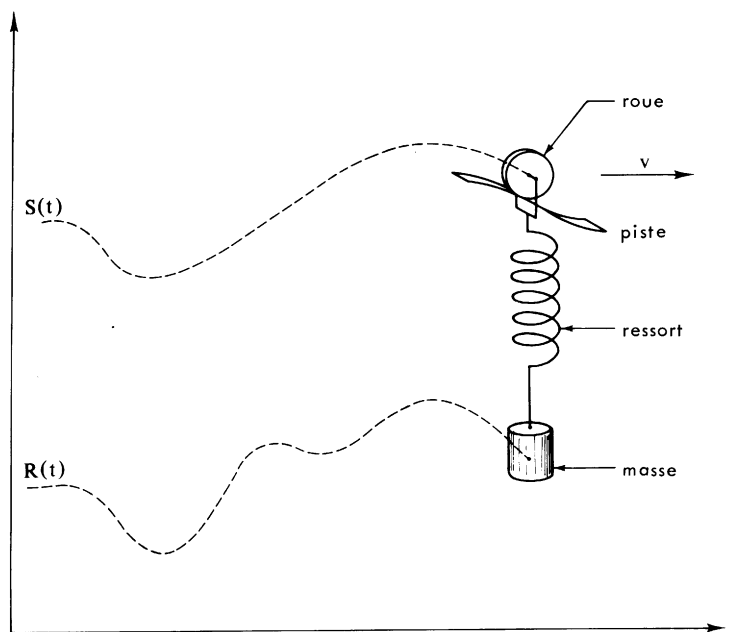 roue
v
S(t)
piste
ressort
R(t)
masse